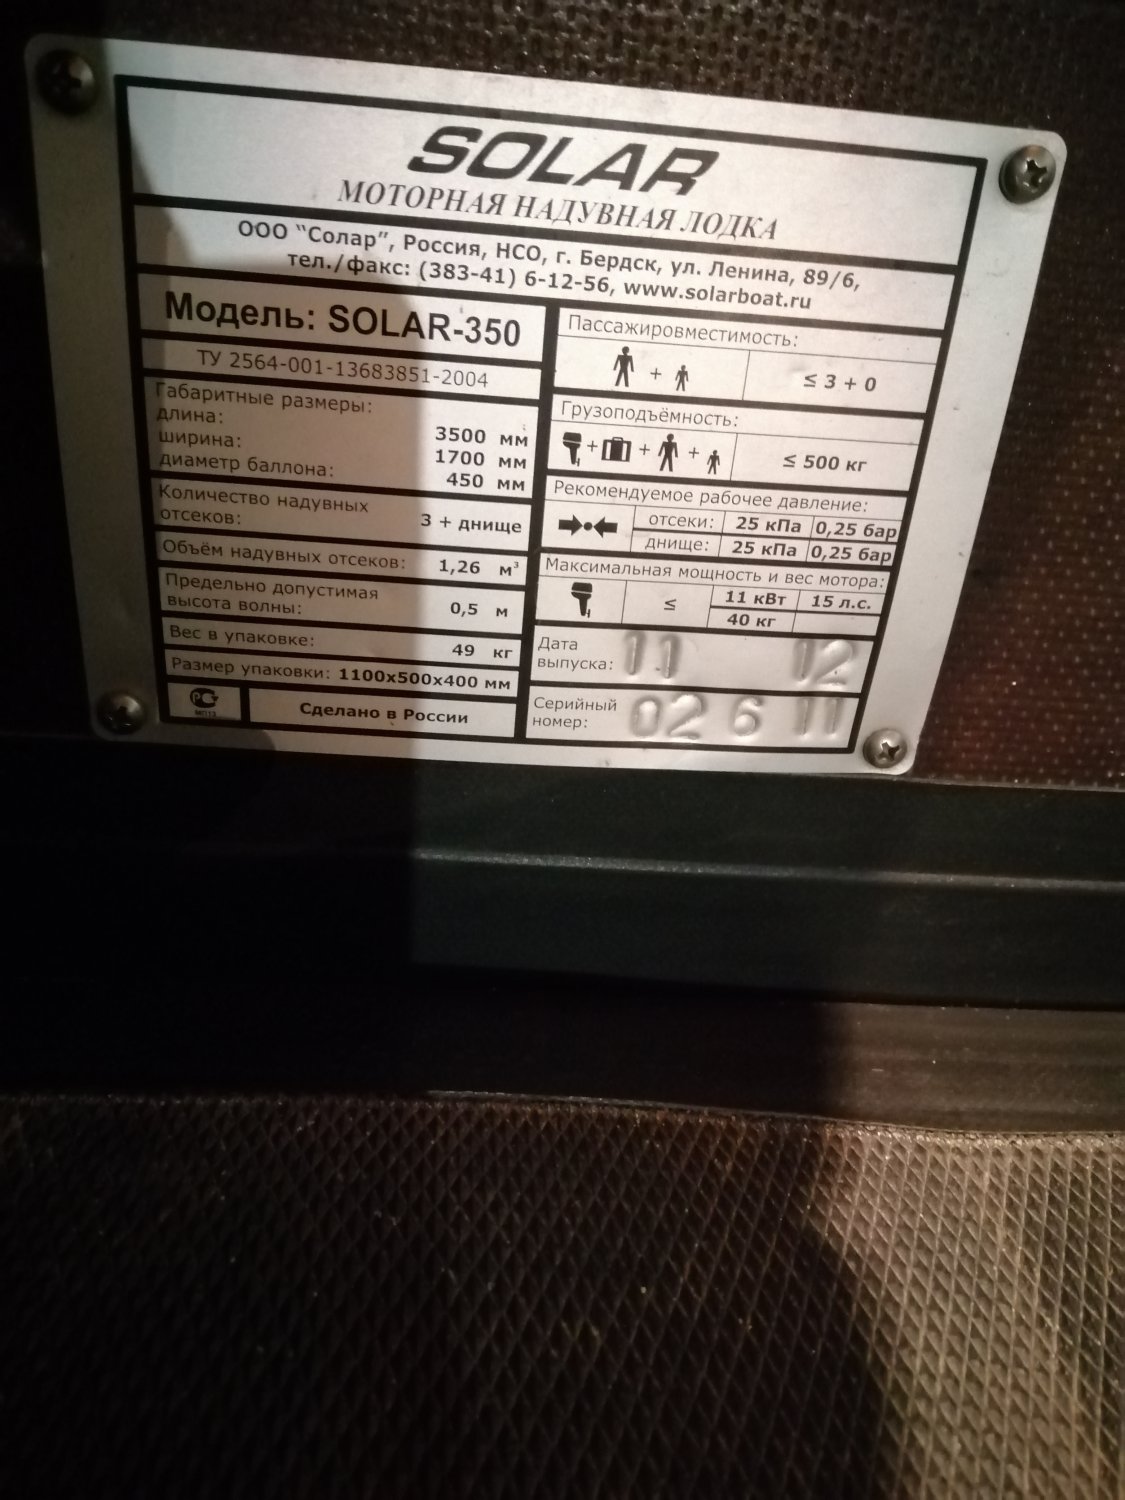 SOLAR
МОТОРНАЯ НАДУВНАЯ ЛОДКА
ООО “Солар”, Россия, НСО, г. Бердск, ул. Ленина, 89/6,
тел./факс: (383-41) 6-12-56, www.solarboat.ru
Модель: SOLAR-350
ТУ 2564-001-13683851-2004
Габаритные размеры:
длина: 3500 мм
ширина: 1700 мм
диаметр баллона: 450 мм
Количество надувных
отсеков: 3 + днище
Объём надувных отсеков: 1,26 м³
Предельно допустимая
высота волны: 0,5 м
Вес в упаковке: 49 кг
Размер упаковки: 1100х500х400 мм
Сделано в России
Пассажировместимость:
+ ≤ 3 + 0
Грузоподъёмность:
+ + + ≤ 500 кг
Рекомендуемое рабочее давление:
отсеки: 25 кПа 0,25 бар
днище: 25 кПа 0,25 бар
Максимальная мощность и вес мотора:
≤ 11 кВт 15 л.с.
40 кг
Дата
выпуска: 11 12
Серийный
номер: 02 6 11